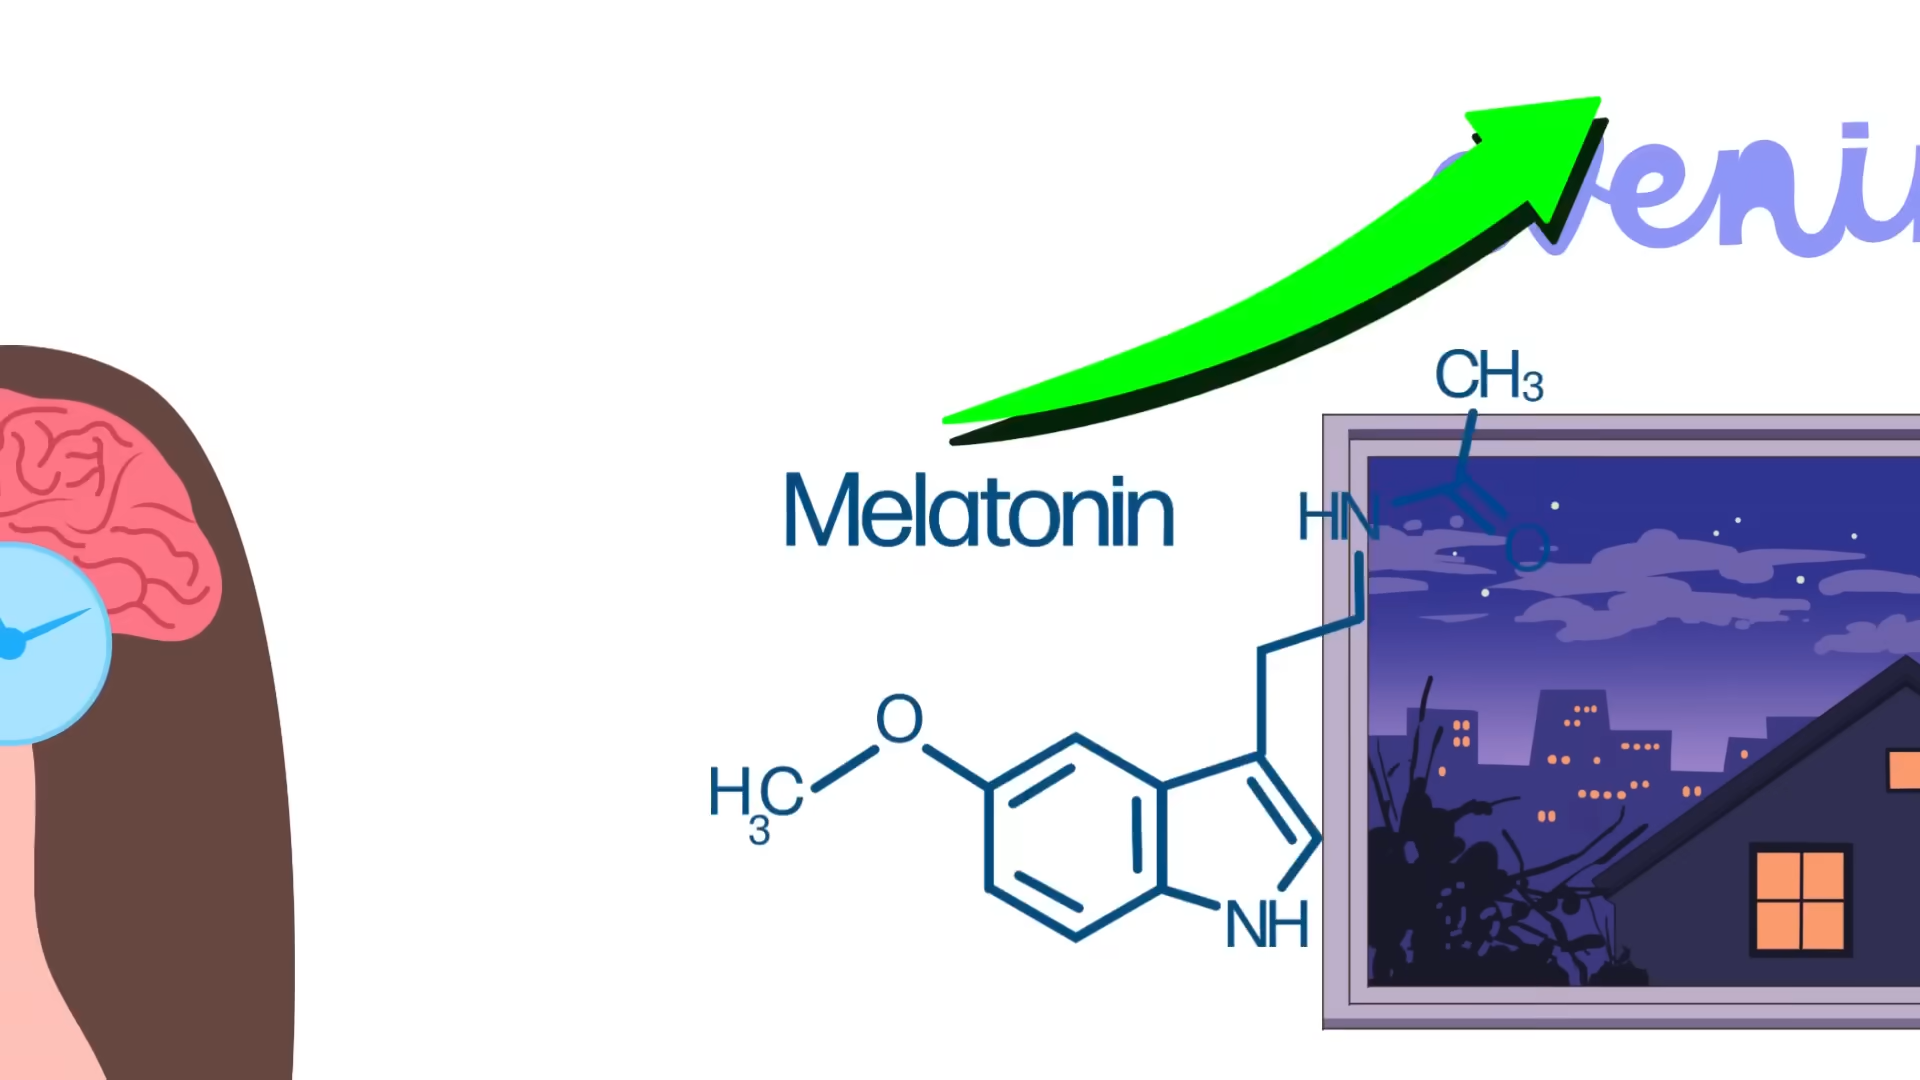 Melatonin
CH3
HN
O
O
H3C
NH